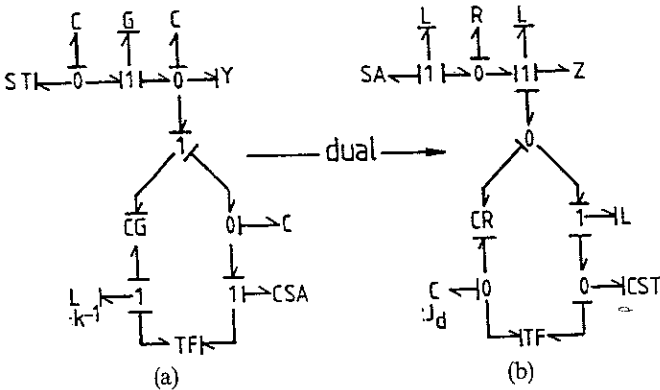 C G C L R L
ST 0 1 0 Y SA 1 0 1 Z
1 dual 0
CG 0 C CR 1 L
L 1 1 CSA C 0 0 CST
:k-1 :Jd
TF TF
(a) (b)